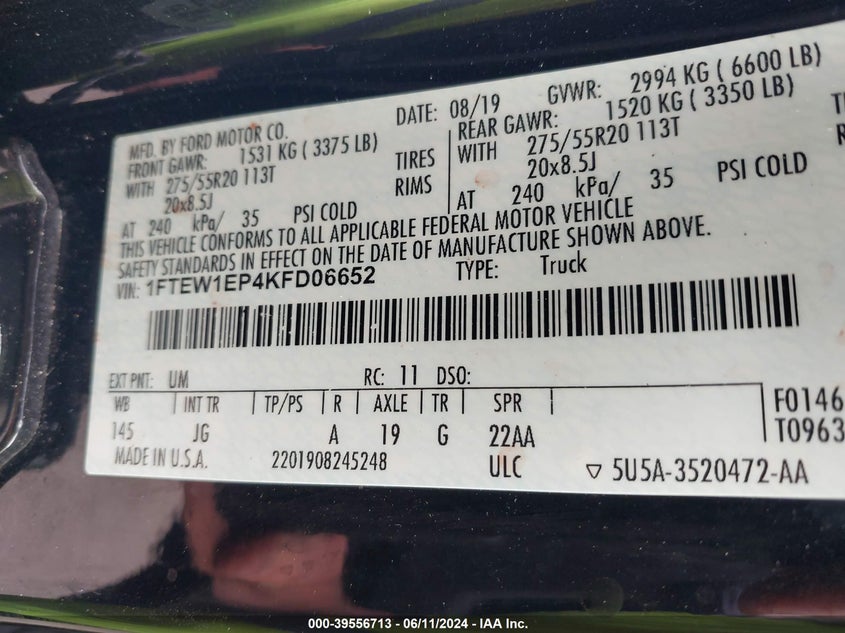 MFD. BY FORD MOTOR CO. DATE: 08/19 GVWR: 2994 KG ( 6600 LB)
FRONT GAWR: 1531 KG ( 3375 LB) REAR GAWR: 1520 KG ( 3350 LB)
WITH 275/55R20 113T TIRES WITH 275/55R20 113T
20x8.5J RIMS 20x8.5J
AT 240 kPa/ 35 PSI COLD AT 240 kPa/ 35 PSI COLD
THIS VEHICLE CONFORMS TO ALL APPLICABLE FEDERAL MOTOR VEHICLE
SAFETY STANDARDS IN EFFECT ON THE DATE OF MANUFACTURE SHOWN ABOVE.
VIN: 1FTEW1EP4KFD06652 TYPE: Truck
EXT PNT: UM RC: 11 DSO:
WB INT TR TP/PS R AXLE TR SPR F0146
145 JG A 19 G 22AA T0963
MADE IN U.S.A. 2201908245248 ULC ▽ 5U5A-3520472-AA
000-39556713 - 06/11/2024 - IAA Inc.